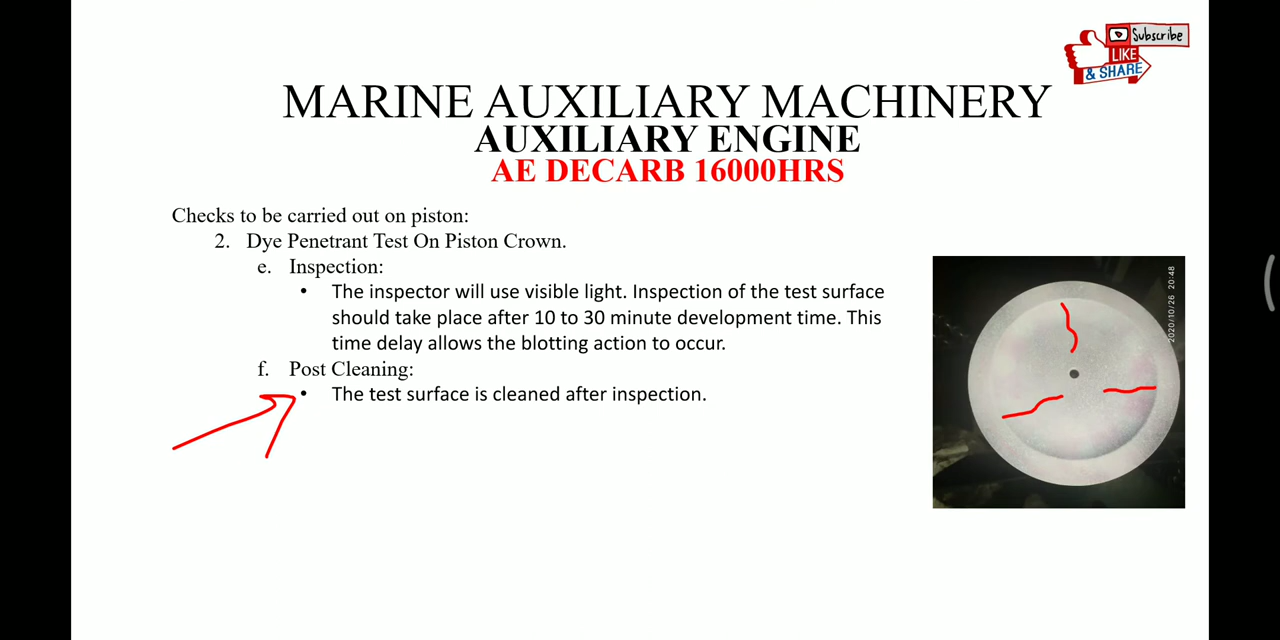 Subscribe
LIKE
& SHARE
MARINE AUXILIARY MACHINERY
AUXILIARY ENGINE
AE DECARB 16000HRS
Checks to be carried out on piston:
2. Dye Penetrant Test On Piston Crown.
e. Inspection:
• The inspector will use visible light. Inspection of the test surface
should take place after 10 to 30 minute development time. This
time delay allows the blotting action to occur.
f. Post Cleaning:
• The test surface is cleaned after inspection.
2020/10/26 20:48